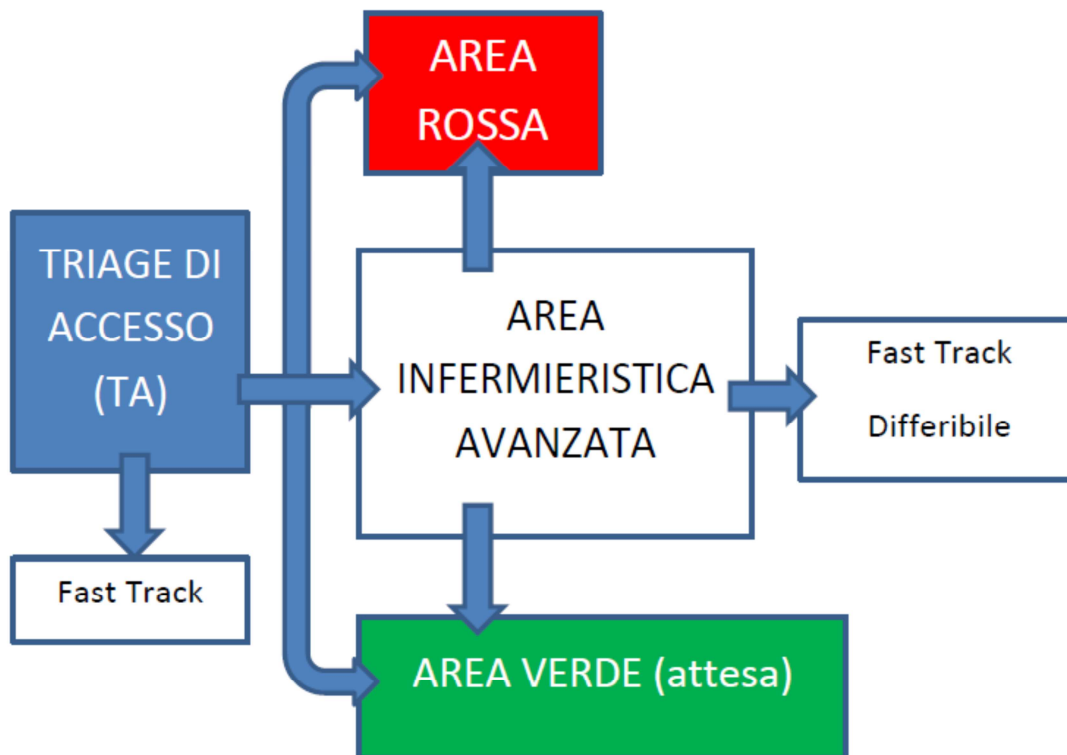 AREA
ROSSA
TRIAGE DI
ACCESSO
(TA)
AREA
INFERMIERISTICA
AVANZATA
Fast Track
Differibile
Fast Track
AREA VERDE (attesa)